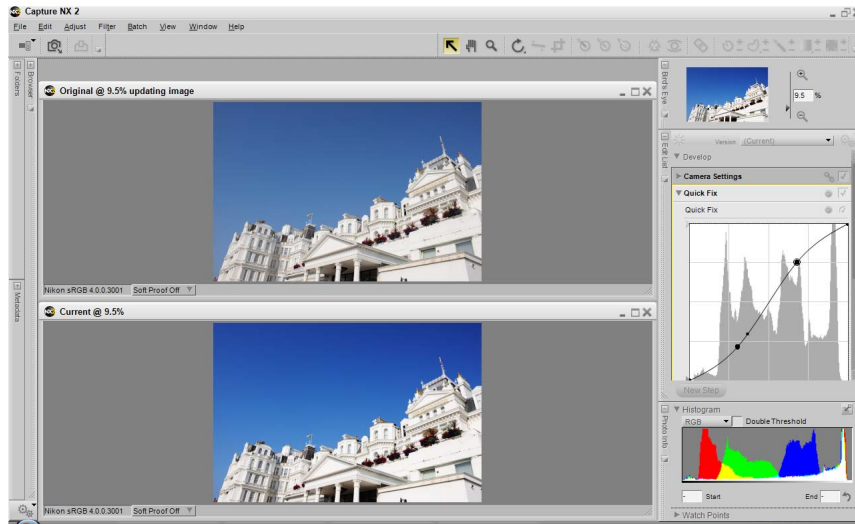 Capture NX 2
File Edit Adjust Filter Batch View Window Help
Folders
Browser
Metadata
Original @ 9.5% updating image
Nikon sRGB 4.0.0.3001 Soft Proof Off
Current @ 9.5%
Nikon sRGB 4.0.0.3001 Soft Proof Off
Bird's Eye
9.5 %
Edit List
Version (Current)
Develop
Camera Settings
Quick Fix
Quick Fix
New Step
Photo Info
Histogram
RGB Double Threshold
- Start End -
Watch Points